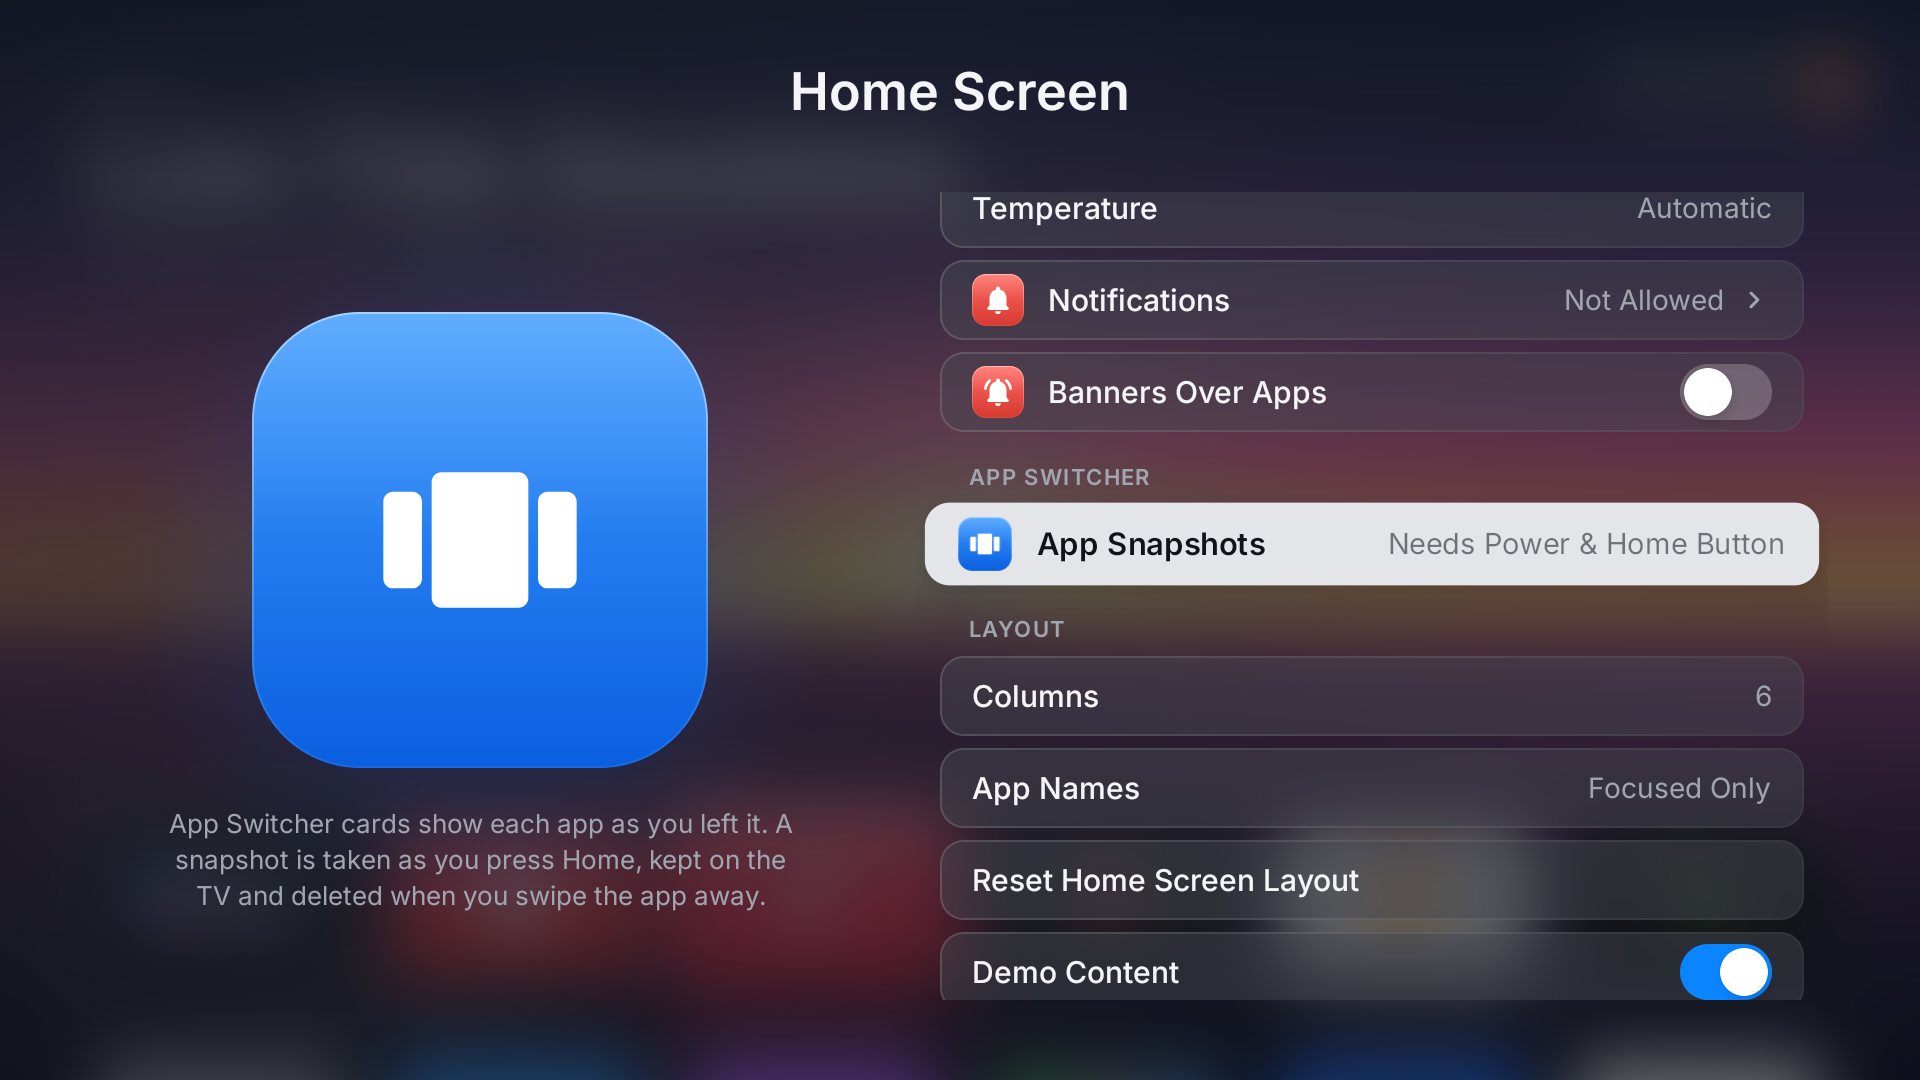 Home Screen
Temperature
Automatic
Notifications
Not Allowed
Banners Over Apps
APP SWITCHER
App Snapshots
Needs Power & Home Button
LAYOUT
Columns
6
App Names
Focused Only
Reset Home Screen Layout
Demo Content
App Switcher cards show each app as you left it. A
snapshot is taken as you press Home, kept on the
TV and deleted when you swipe the app away.